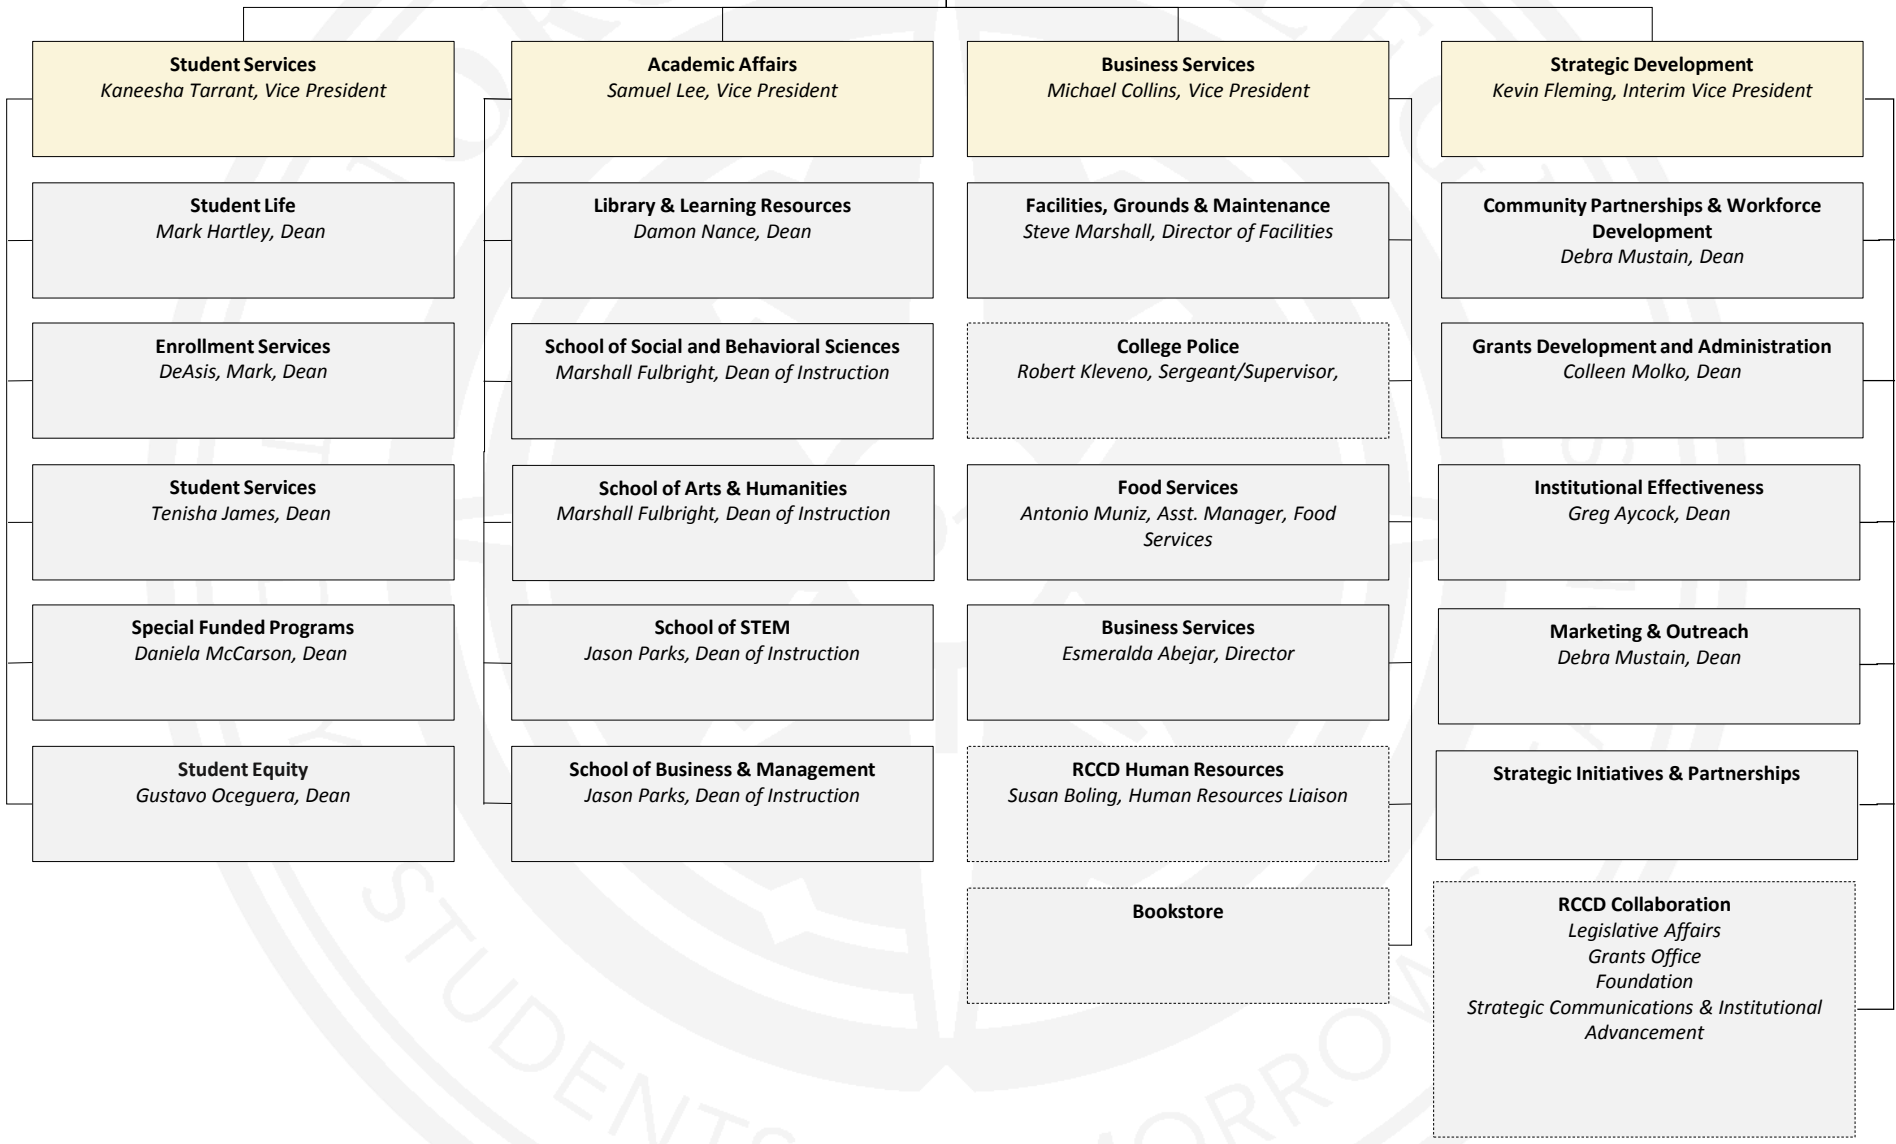 Student Services
Kaneesha Tarrant, Vice President
Student Life
Mark Hartley, Dean
Enrollment Services
DeAsis, Mark, Dean
Student Services
Tenisha James, Dean
Special Funded Programs
Daniela McCarson, Dean
Student Equity
Gustavo Oceguera, Dean
Academic Affairs
Samuel Lee, Vice President
Library & Learning Resources
Damon Nance, Dean
School of Social and Behavioral Sciences
Marshall Fulbright, Dean of Instruction
School of Arts & Humanities
Marshall Fulbright, Dean of Instruction
School of STEM
Jason Parks, Dean of Instruction
School of Business & Management
Jason Parks, Dean of Instruction
Business Services
Michael Collins, Vice President
Facilities, Grounds & Maintenance
Steve Marshall, Director of Facilities
College Police
Robert Kleveno, Sergeant/Supervisor,
Food Services
Antonio Muniz, Asst. Manager, Food
Services
Business Services
Esmeralda Abejar, Director
RCCD Human Resources
Susan Boling, Human Resources Liaison
Bookstore
Strategic Development
Kevin Fleming, Interim Vice President
Community Partnerships & Workforce
Development
Debra Mustain, Dean
Grants Development and Administration
Colleen Molko, Dean
Institutional Effectiveness
Greg Aycock, Dean
Marketing & Outreach
Debra Mustain, Dean
Strategic Initiatives & Partnerships
RCCD Collaboration
Legislative Affairs
Grants Office
Foundation
Strategic Communications & Institutional
Advancement
STUDENTS